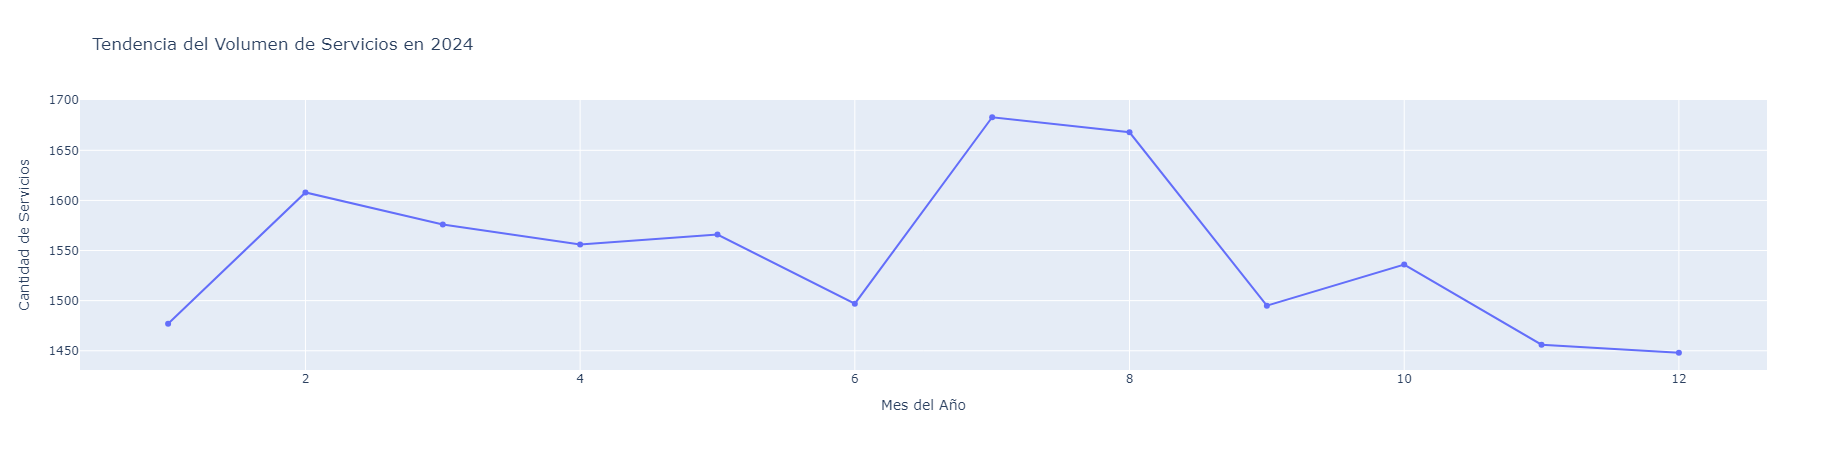 Tendencia del Volumen de Servicios en 2024
Cantidad de Servicios
1700
1650
1600
1550
1500
1450
2 4 6 8 10 12
Mes del Año